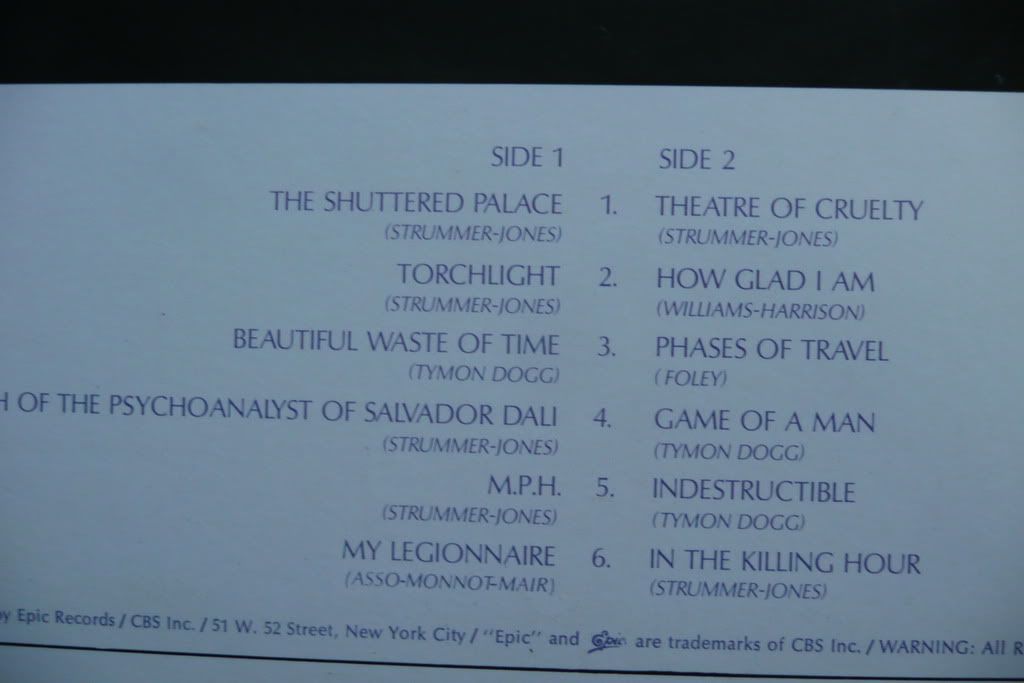 SIDE 1 SIDE 2
THE SHUTTERED PALACE 1. THEATRE OF CRUELTY
(STRUMMER-JONES) (STRUMMER-JONES)
TORCHLIGHT 2. HOW GLAD I AM
(STRUMMER-JONES) (WILLIAMS-HARRISON)
BEAUTIFUL WASTE OF TIME 3. PHASES OF TRAVEL
(TYMON DOGG) (FOLEY)
H OF THE PSYCHOANALYST OF SALVADOR DALI 4. GAME OF A MAN
(STRUMMER-JONES) (TYMON DOGG)
M.P.H. 5. INDESTRUCTIBLE
(STRUMMER-JONES) (TYMON DOGG)
MY LEGIONNAIRE 6. IN THE KILLING HOUR
(ASSO-MONNOT-MAIR) (STRUMMER-JONES)
by Epic Records / CBS Inc. / 51 W. 52 Street, New York City / "Epic" and Epic are trademarks of CBS Inc. / WARNING: All R